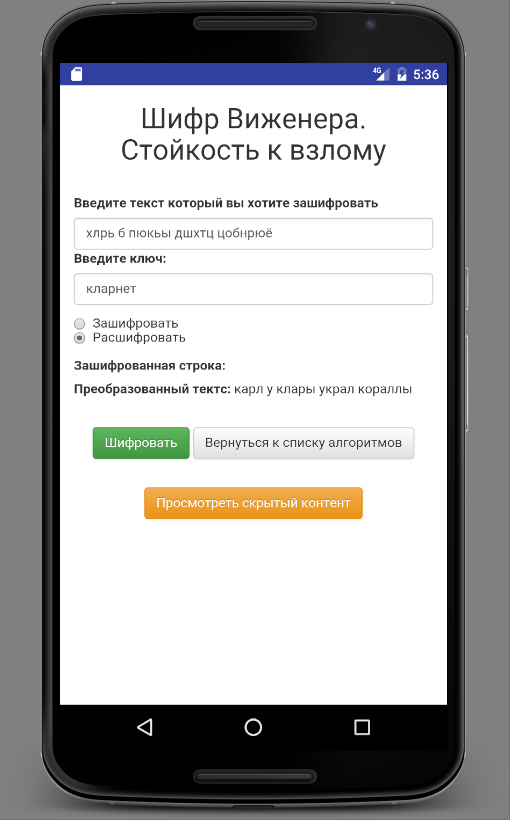 4G 5:36
Шифр Виженера.
Стойкость к взлому
Введите текст который вы хотите зашифровать
хлрь б пюкьы дшхтц цобнрюё
Введите ключ:
кларнет
Зашифровать
Расшифровать
Зашифрованная строка:
Преобразованный тектс: карл у клары украл кораллы
Шифровать Вернуться к списку алгоритмов
Просмотреть скрытый контент